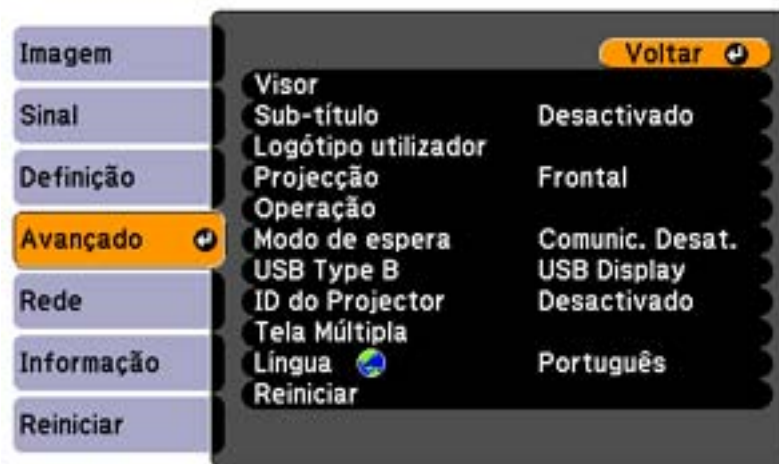 Imagem
Sinal
Definição
Avançado
Rede
Informação
Reiniciar
Voltar
Visor
Sub-título Desactivado
Logótipo utilizador
Projecção Frontal
Operação
Modo de espera Comunic. Desat.
USB Type B USB Display
ID do Projector Desactivado
Tela Múltipla
Língua Português
Reiniciar